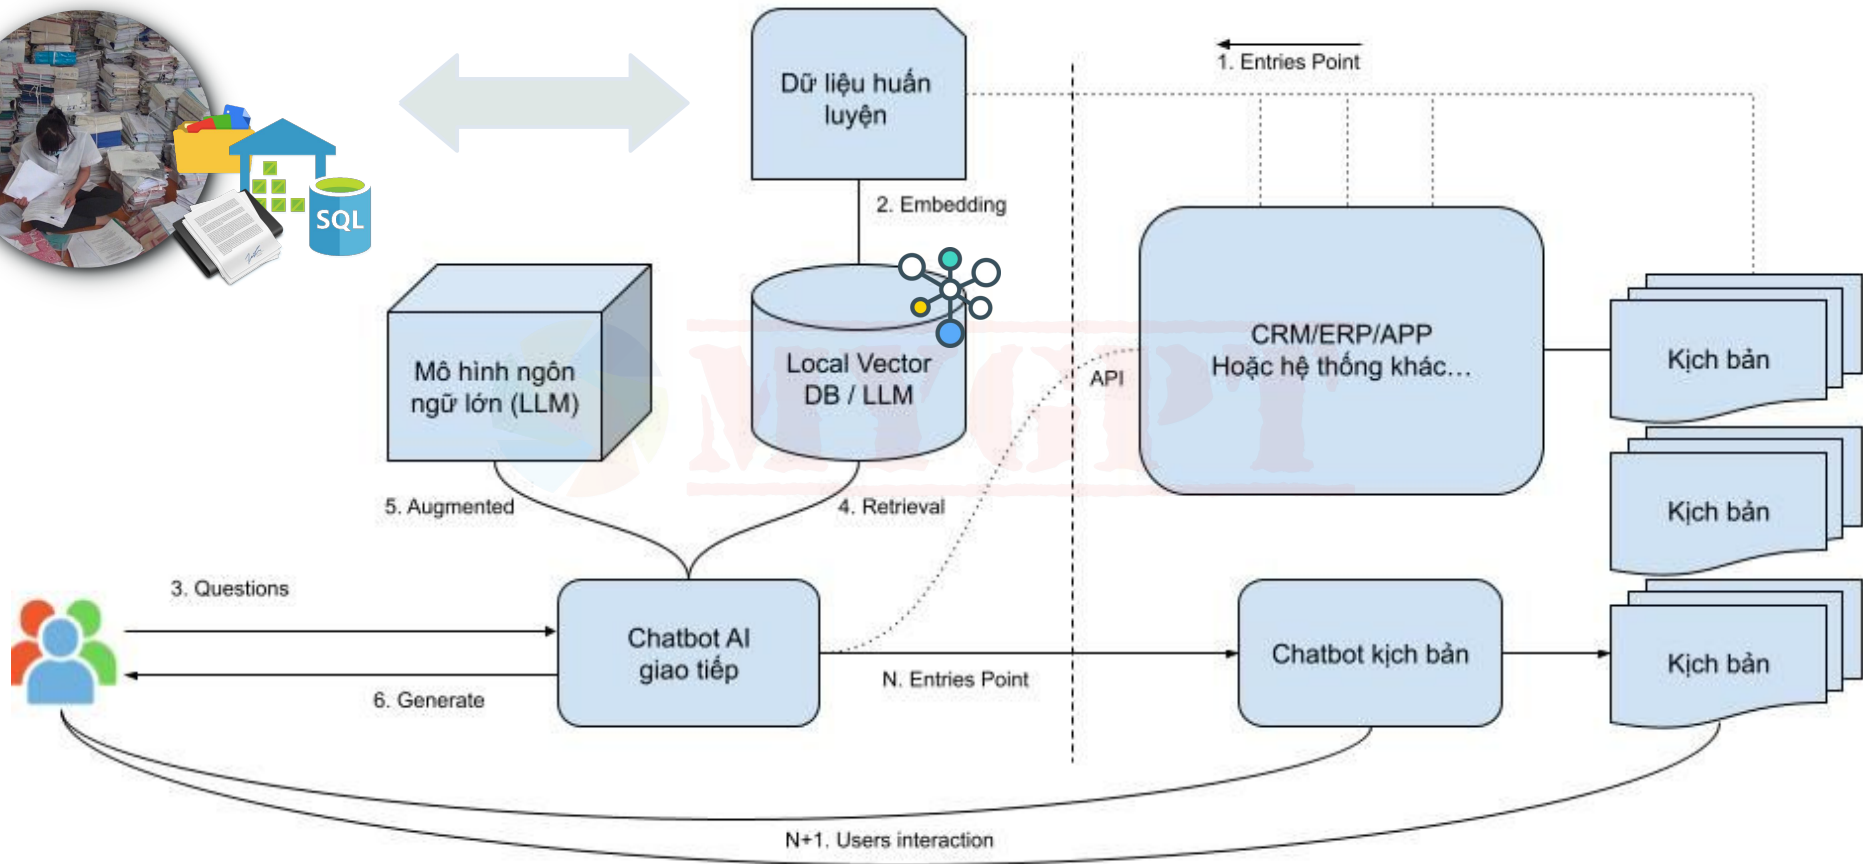 Dữ liệu huấn
luyện
1. Entries Point
2. Embedding
SQL
Mô hình ngôn
ngữ lớn (LLM)
Local Vector
DB / LLM
API
CRM/ERP/APP
Hoặc hệ thống khác...
Kịch bản
MYGPT
5. Augmented
4. Retrieval
Kịch bản
3. Questions
Chatbot AI
giao tiếp
N. Entries Point
Chatbot kịch bản
Kịch bản
6. Generate
N+1. Users interaction